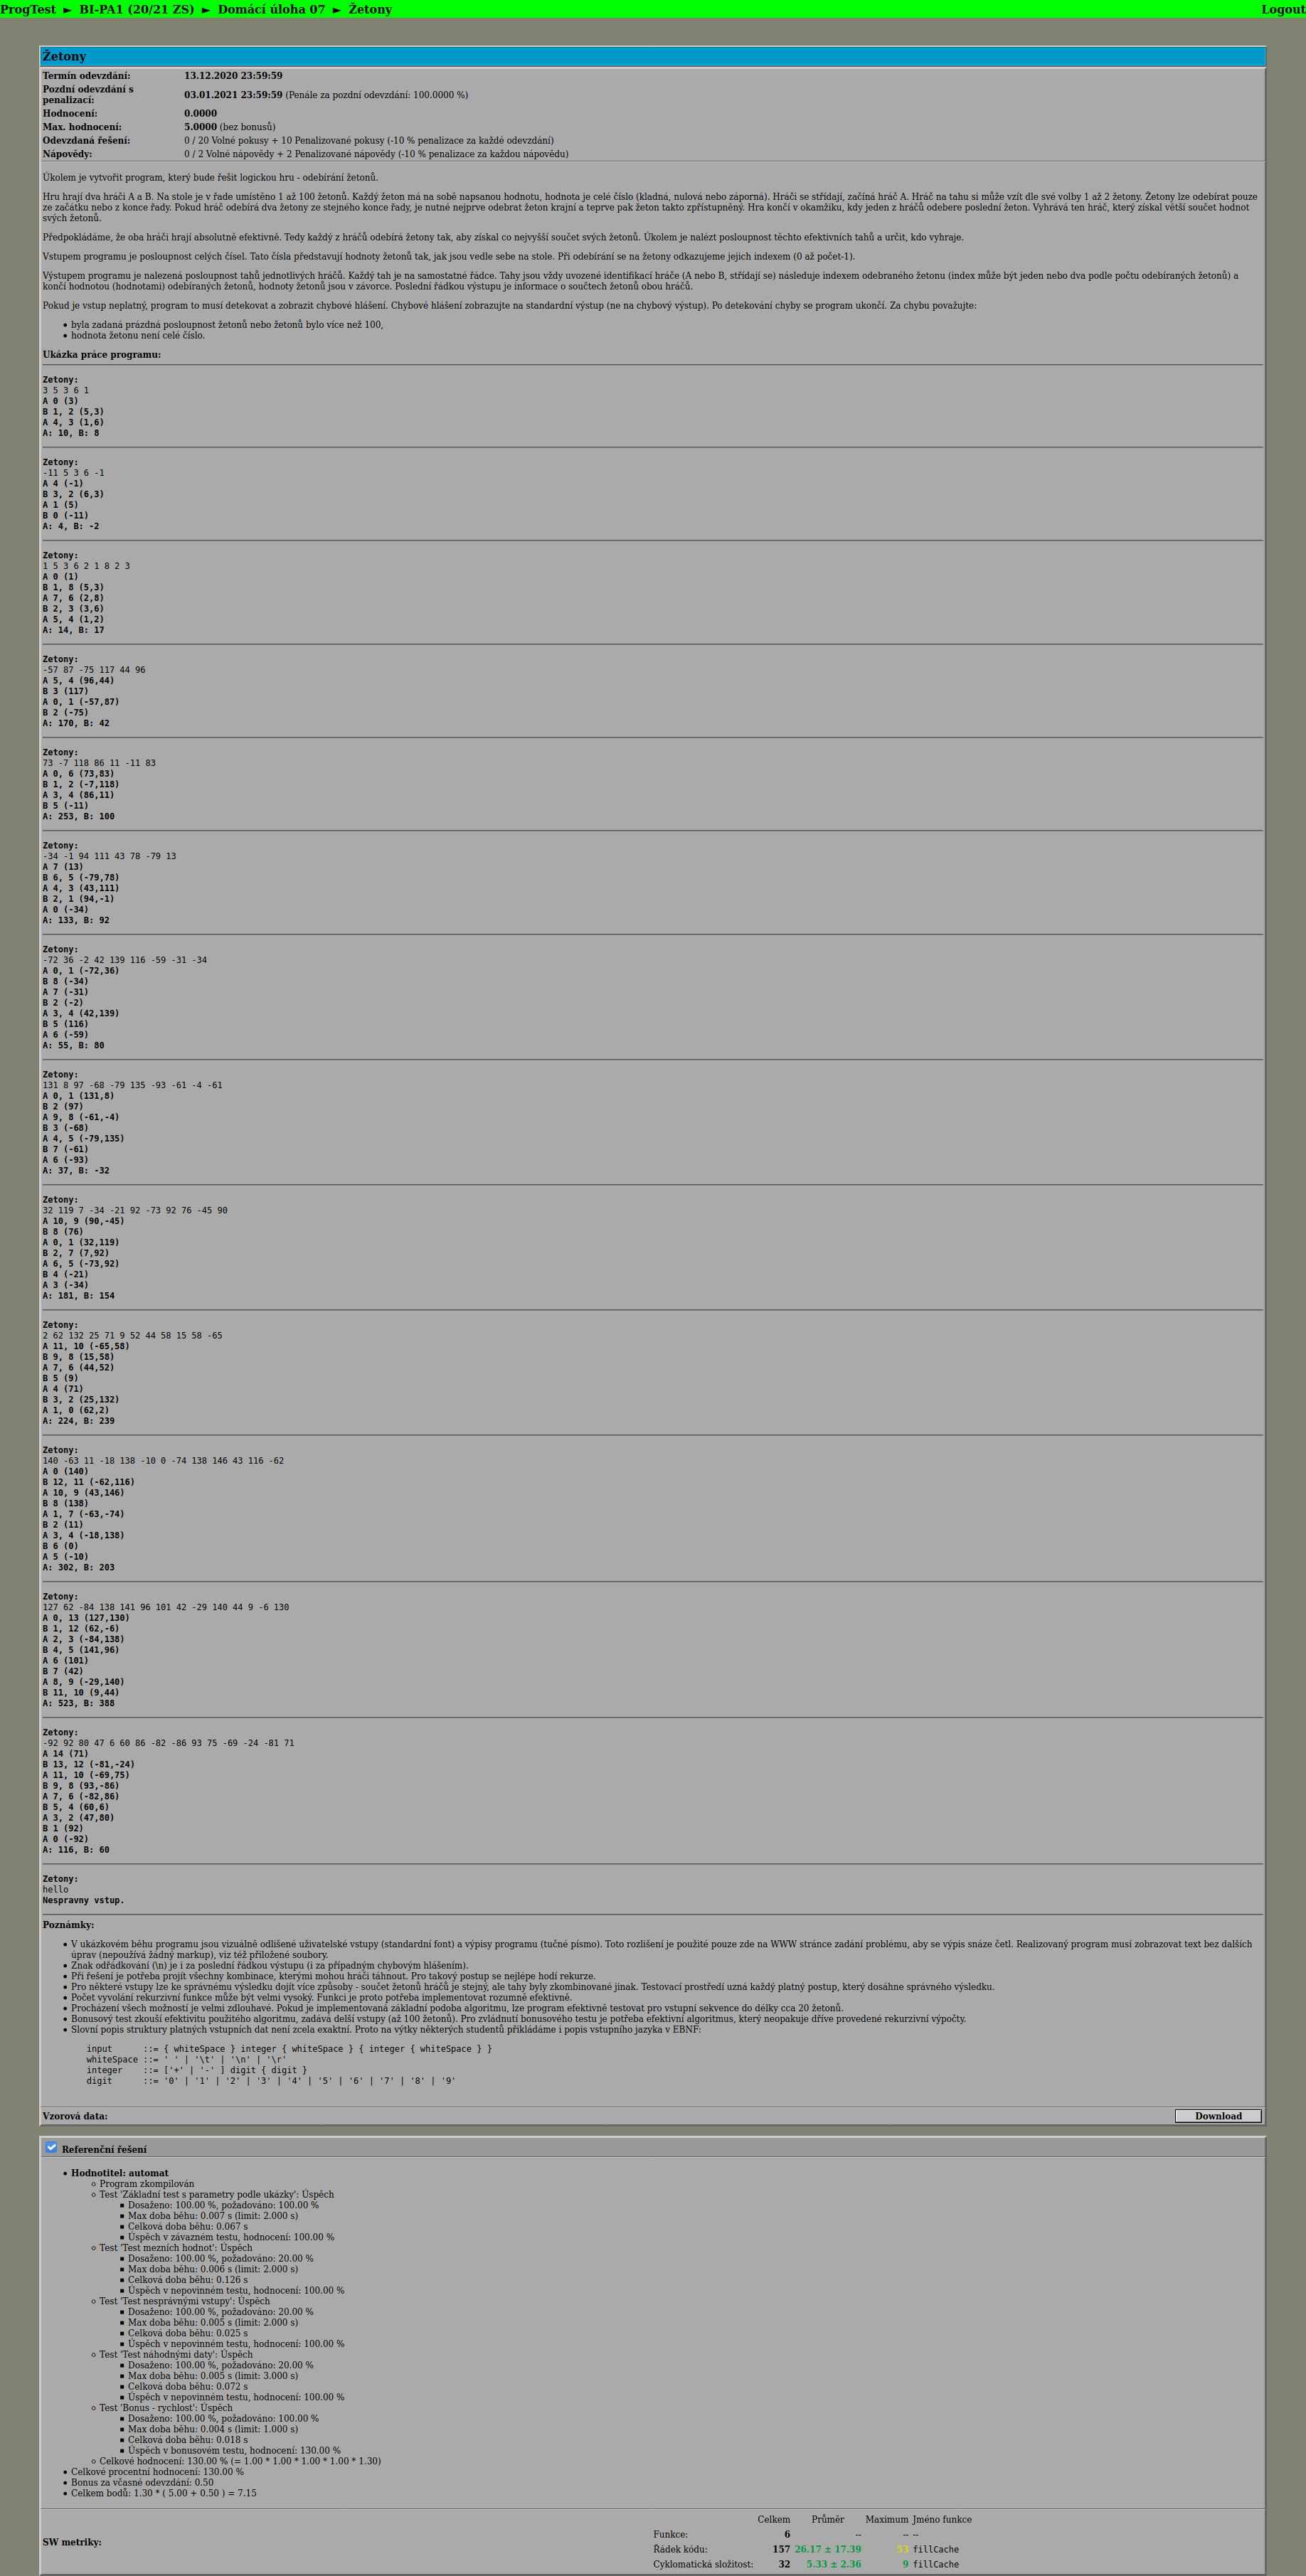 ProgTest ► BI-PA1 (20/21 ZS) ► Domácí úloha 07 ► Žetony Logout
Žetony
Termín odevzdání: 13.12.2020 23:59:59
Pozdní odevzdání s penalizací: 03.01.2021 23:59:59 (Penále za pozdní odevzdání: 100.0000 %)
Hodnocení: 0.0000
Max. hodnocení: 5.0000 (bez bonusů)
Odevzdaná řešení: 0 / 20 Volné pokusy + 10 Penalizované pokusy (-10 % penalizace za každé odevzdání)
Nápovědy: 0 / 2 Volné nápovědy + 2 Penalizované nápovědy (-10 % penalizace za každou nápovědu)
Úkolem je vytvořit program, který bude řešit logickou hru - odebírání žetonů.
Hru hrají dva hráči A a B. Na stole je v řade umístěno 1 až 100 žetonů. Každý žeton má na sobě napsanou hodnotu, hodnota je celé číslo (kladná, nulová nebo záporná). Hráči se střídají, začíná hráč A. Hráč na tahu si může vzít dle své volby 1 až 2 žetony. Žetony lze odebírat pouze
ze začátku nebo z konce řady. Pokud hráč odebírá dva žetony ze stejného konce řady, je nutné nejprve odebrat žeton krajní a teprve pak žeton takto zpřístupněný. Hra končí v okamžiku, kdy jeden z hráčů odebere poslední žeton. Vyhrává ten hráč, který získal větší součet hodnot
svých žetonů.
Předpokládáme, že oba hráči hrají absolutně efektivně. Tedy každý z hráčů odebírá žetony tak, aby získal co nejvyšší součet svých žetonů. Úkolem je nalézt posloupnost těchto efektivních tahů a určit, kdo vyhraje.
Vstupem programu je posloupnost celých čísel. Tato čísla představují hodnoty žetonů tak, jak jsou vedle sebe na stole. Při odebírání se na žetony odkazujeme jejich indexem (0 až počet-1).
Výstupem programu je nalezená posloupnost tahů jednotlivých hráčů. Každý tah je na samostatné řádce. Tahy jsou vždy uvozené identifikací hráče (A nebo B, střídají se) následuje indexem odebraného žetonu (index může být jeden nebo dva podle počtu odebíraných žetonů) a
končí hodnotou (hodnotami) odebíraných žetonů, hodnoty žetonů jsou v závorce. Poslední řádkou výstupu je informace o součtech žetonů obou hráčů.
Pokud je vstup neplatný, program to musí detekovat a zobrazit chybové hlášení. Chybové hlášení zobrazujte na standardní výstup (ne na chybový výstup). Po detekování chyby se program ukončí. Za chybu považujte:
• byla zadaná prázdná posloupnost žetonů nebo žetonů bylo více než 100,
• hodnota žetonu není celé číslo.
Ukázka práce programu:
Zetony:
3 5 3 6 1
A 0 (3)
B 1, 2 (5,3)
A 4, 3 (1,6)
A: 10, B: 8
Zetony:
-11 5 3 6 -1
A 4 (-1)
B 3, 2 (6,3)
A 1 (5)
B 0 (-11)
A: 4, B: -2
Zetony:
1 5 3 6 2 1 8 2 3
A 0 (1)
B 1, 8 (5,3)
A 7, 6 (2,8)
B 2, 3 (3,6)
A 5, 4 (1,2)
A: 14, B: 17
Zetony:
-57 87 -75 117 44 96
A 5, 4 (96,44)
B 3 (117)
A 0, 1 (-57,87)
B 2 (-75)
A: 170, B: 42
Zetony:
73 -7 118 86 11 -11 83
A 0, 6 (73,83)
B 1, 2 (-7,118)
A 3, 4 (86,11)
B 5 (-11)
A: 253, B: 100
Zetony:
-34 -1 94 111 43 78 -79 13
A 7 (13)
B 6, 5 (-79,78)
A 4, 3 (43,111)
B 2, 1 (94,-1)
A 0 (-34)
A: 133, B: 92
Zetony:
-72 36 -2 42 139 116 -59 -31 -34
A 0, 1 (-72,36)
B 8 (-34)
A 7 (-31)
B 2 (-2)
A 3, 4 (42,139)
B 5 (116)
A 6 (-59)
A: 55, B: 80
Zetony:
131 8 97 -68 -79 135 -93 -61 -4 -61
A 0, 1 (131,8)
B 2 (97)
A 9, 8 (-61,-4)
B 3 (-68)
A 4, 5 (-79,135)
B 7 (-61)
A 6 (-93)
A: 37, B: -32
Zetony:
32 119 7 -34 -21 92 -73 92 76 -45 90
A 10, 9 (90,-45)
B 8 (76)
A 0, 1 (32,119)
B 2, 7 (7,92)
A 6, 5 (-73,92)
B 4 (-21)
A 3 (-34)
A: 181, B: 154
Zetony:
2 62 132 25 71 9 52 44 58 15 58 -65
A 11, 10 (-65,58)
B 9, 8 (15,58)
A 7, 6 (44,52)
B 5 (9)
A 4 (71)
B 3, 2 (25,132)
A 1, 0 (62,2)
A: 224, B: 239
Zetony:
140 -63 11 -18 138 -10 0 -74 138 146 43 116 -62
A 0 (140)
B 12, 11 (-62,116)
A 10, 9 (43,146)
B 8 (138)
A 1, 7 (-63,-74)
B 2 (11)
A 3, 4 (-18,138)
B 6 (0)
A 5 (-10)
A: 302, B: 203
Zetony:
127 62 -84 138 141 96 101 42 -29 140 44 9 -6 130
A 0, 13 (127,130)
B 1, 12 (62,-6)
A 2, 3 (-84,138)
B 4, 5 (141,96)
A 6 (101)
B 7 (42)
A 8, 9 (-29,140)
B 11, 10 (9,44)
A: 523, B: 388
Zetony:
-92 92 80 47 6 60 86 -82 -86 93 75 -69 -24 -81 71
A 14 (71)
B 13, 12 (-81,-24)
A 11, 10 (-69,75)
B 9, 8 (93,-86)
A 7, 6 (-82,86)
B 5, 4 (60,6)
A 3, 2 (47,80)
B 1 (92)
A 0 (-92)
A: 116, B: 60
Zetony:
hello
Nespravny vstup.
Poznámky:
• V ukázkovém běhu programu jsou vizuálně odlišené uživatelské vstupy (standardní font) a výpisy programu (tučné písmo). Toto rozlišení je použité pouze zde na WWW stránce zadání problému, aby se výpis snáze četl. Realizovaný program musí zobrazovat text bez dalších
úprav (nepoužívá žádný markup), viz též přiložené soubory.
• Znak odřádkování (\n) je i za poslední řádkou výstupu (i za případným chybovým hlášením).
• Při řešení je potřeba projít všechny kombinace, kterými mohou hráči táhnout. Pro takový postup se nejlépe hodí rekurze.
• Pro některé vstupy lze ke správnému výsledku dojít více způsoby - součet žetonů hráčů je stejný, ale tahy byly zkombinované jinak. Testovací prostředí uzná každý platný postup, který dosáhne správného výsledku.
• Počet vyvolání rekurzivní funkce může být velmi vysoký. Funkci je proto potřeba implementovat rozumně efektivně.
• Procházení všech možností je velmi zdlouhavé. Pokud je implementovaná základní podoba algoritmu, lze program efektivně testovat pro vstupní sekvence do délky cca 20 žetonů.
• Bonusový test zkouší efektivitu použitého algoritmu, zadává delší vstupy (až 100 žetonů). Pro zvládnutí bonusového testu je potřeba efektivní algoritmus, který neopakuje dříve provedené rekurzivní výpočty.
• Slovní popis struktury platných vstupních dat není zcela exaktní. Proto na výtky některých studentů přikládáme i popis vstupního jazyka v EBNF:
input ::= { whiteSpace } integer { whiteSpace } { integer { whiteSpace } }
whiteSpace ::= ' ' | '\t' | '\n' | '\r'
integer ::= ['+' | '-' ] digit { digit }
digit ::= '0' | '1' | '2' | '3' | '4' | '5' | '6' | '7' | '8' | '9'
Vzorová data: Download
Referenční řešení
• Hodnotitel: automat
◦ Program zkompilován
◦ Test 'Základní test s parametry podle ukázky': Úspěch
▪ Dosaženo: 100.00 %, požadováno: 100.00 %
▪ Max doba běhu: 0.007 s (limit: 2.000 s)
▪ Celková doba běhu: 0.067 s
▪ Úspěch v závazném testu, hodnocení: 100.00 %
◦ Test 'Test mezních hodnot': Úspěch
▪ Dosaženo: 100.00 %, požadováno: 20.00 %
▪ Max doba běhu: 0.006 s (limit: 2.000 s)
▪ Celková doba běhu: 0.126 s
▪ Úspěch v nepovinném testu, hodnocení: 100.00 %
◦ Test 'Test nesprávnými vstupy': Úspěch
▪ Dosaženo: 100.00 %, požadováno: 20.00 %
▪ Max doba běhu: 0.005 s (limit: 2.000 s)
▪ Celková doba běhu: 0.025 s
▪ Úspěch v nepovinném testu, hodnocení: 100.00 %
◦ Test 'Test náhodnými daty': Úspěch
▪ Dosaženo: 100.00 %, požadováno: 20.00 %
▪ Max doba běhu: 0.005 s (limit: 3.000 s)
▪ Celková doba běhu: 0.072 s
▪ Úspěch v nepovinném testu, hodnocení: 100.00 %
◦ Test 'Bonus - rychlost': Úspěch
▪ Dosaženo: 100.00 %, požadováno: 100.00 %
▪ Max doba běhu: 0.004 s (limit: 1.000 s)
▪ Celková doba běhu: 0.018 s
▪ Úspěch v bonusovém testu, hodnocení: 130.00 %
◦ Celkové hodnocení: 130.00 % (= 1.00 * 1.00 * 1.00 * 1.00 * 1.30)
• Celkové procentní hodnocení: 130.00 %
• Bonus za včasné odevzdání: 0.50
• Celkem bodů: 1.30 * ( 5.00 + 0.50 ) = 7.15
SW metriky:
Celkem Průměr Maximum Jméno funkce
Funkce: 6 -- -- --
Řádek kódu: 157 26.17 ± 17.39 53 fillCache
Cyklomatická složitost: 32 5.33 ± 2.36 9 fillCache